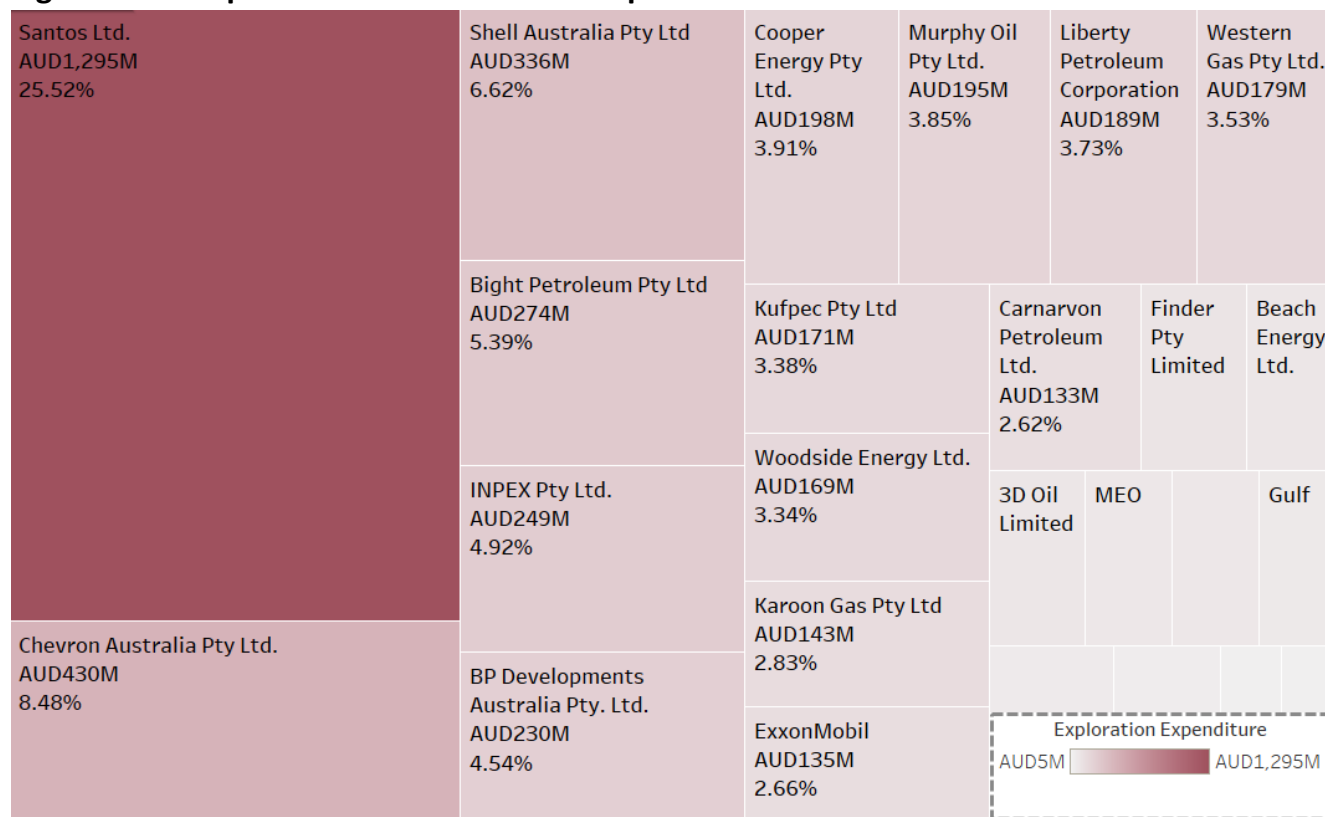 Santos Ltd.
AUD1,295M
25.52%
Chevron Australia Pty Ltd.
AUD430M
8.48%
Shell Australia Pty Ltd
AUD336M
6.62%
Bight Petroleum Pty Ltd
AUD274M
5.39%
INPEX Pty Ltd.
AUD249M
4.92%
BP Developments
Australia Pty. Ltd.
AUD230M
4.54%
Cooper
Energy Pty
Ltd.
AUD198M
3.91%
Murphy Oil
Pty Ltd.
AUD195M
3.85%
Liberty
Petroleum
Corporation
AUD189M
3.73%
Western
Gas Pty Ltd.
AUD179M
3.53%
Kufpec Pty Ltd
AUD171M
3.38%
Woodside Energy Ltd.
AUD169M
3.34%
Karoon Gas Pty Ltd
AUD143M
2.83%
ExxonMobil
AUD135M
2.66%
Carnarvon
Petroleum
Ltd.
AUD133M
2.62%
Finder
Pty
Limited
Beach
Energy
Ltd.
3D Oil
Limited
MEO
Gulf
Exploration Expenditure
AUD5M AUD1,295M